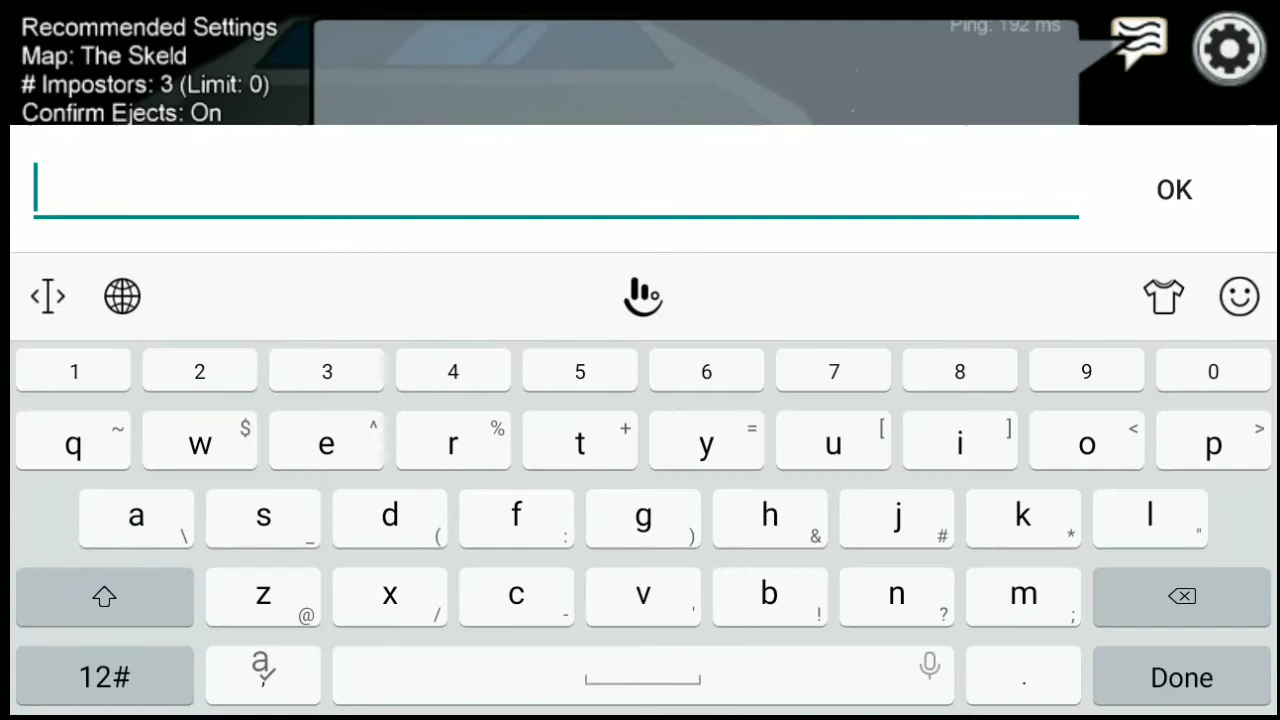 Recommended Settings
Ping: 192 ms
Map: The Skeld
# Impostors: 3 (Limit: 0)
Confirm Ejects: On
OK
1 2 3 4 5 6 7 8 9 0
q ~ w $ e ^ r % t + y = u [ i ] o < p >
a \ s _ d ( f : g ) h & j # k * l "
z @ x / c - v ' b ! n ? m ;
12# a , . Done